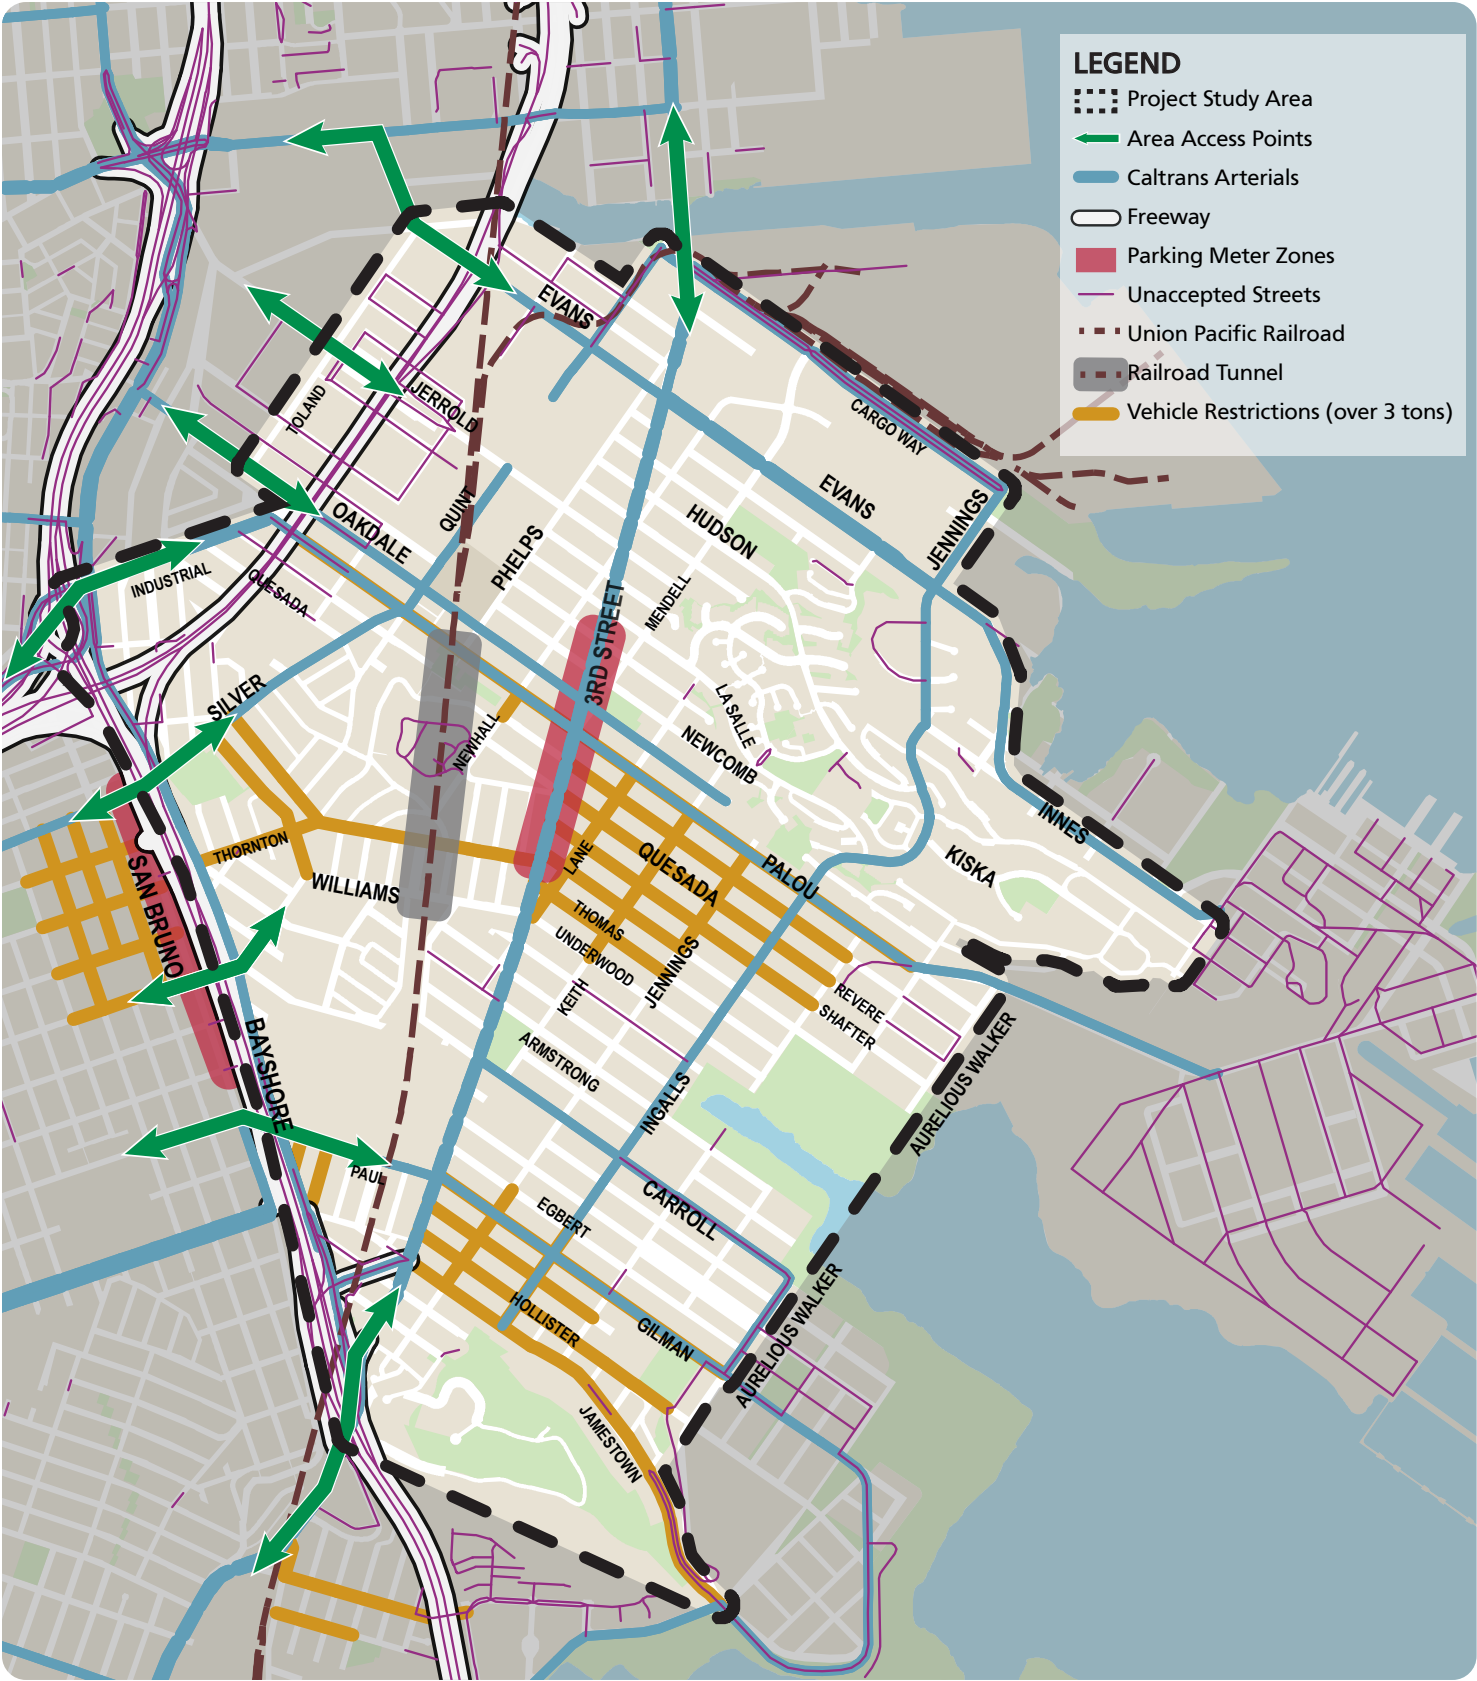 LEGEND
Project Study Area
Area Access Points
Caltrans Arterials
Freeway
Parking Meter Zones
Unaccepted Streets
Union Pacific Railroad
Railroad Tunnel
Vehicle Restrictions (over 3 tons)
EVANS
TOLAND
JERROLD
CARGO WAY
QUINT
OAKDALE
PHELPS
HUDSON
EVANS
JENNINGS
INDUSTRIAL
QUESADA
MENDELL
3RD STREET
SILVER
NEWHALL
LA SALLE
NEWCOMB
INNES
THORNTON
WILLIAMS
LANE
QUESADA
PALOU
KISKA
SAN BRUNO
THOMAS
UNDERWOOD
KEITH
JENNINGS
REVERE
SHAFTER
BAYSHORE
ARMSTRONG
INGALLS
AURELIOUS WALKER
PAUL
EGBERT
CARROLL
HOLLISTER
GILMAN
AURELIOUS WALKER
JAMESTOWN